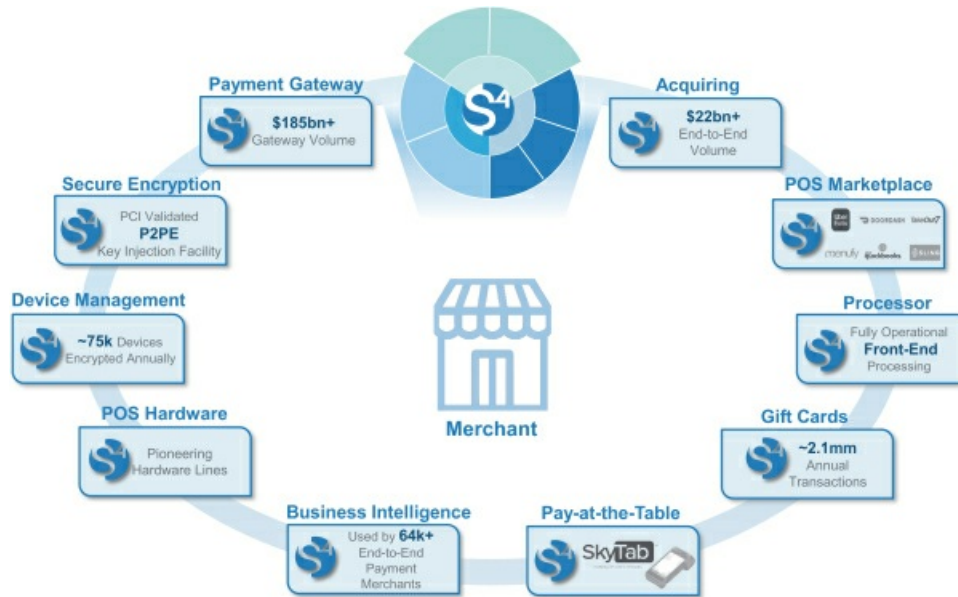 Payment Gateway
$185bn+
Gateway Volume
Acquiring
$22bn+
End-to-End
Volume
Secure Encryption
PCI Validated
P2PE
Key Injection Facility
POS Marketplace
Uber
Eats
DOORDASH
menufy
QuickBooks
Device Management
~75k Devices
Encrypted Annually
Processor
Fully Operational
Front-End
Processing
Merchant
POS Hardware
Pioneering
Hardware Lines
Gift Cards
~2.1mm
Annual
Transactions
Business Intelligence
Used by 64k+
End-to-End
Payment
Merchants
Pay-at-the-Table
SkyTab